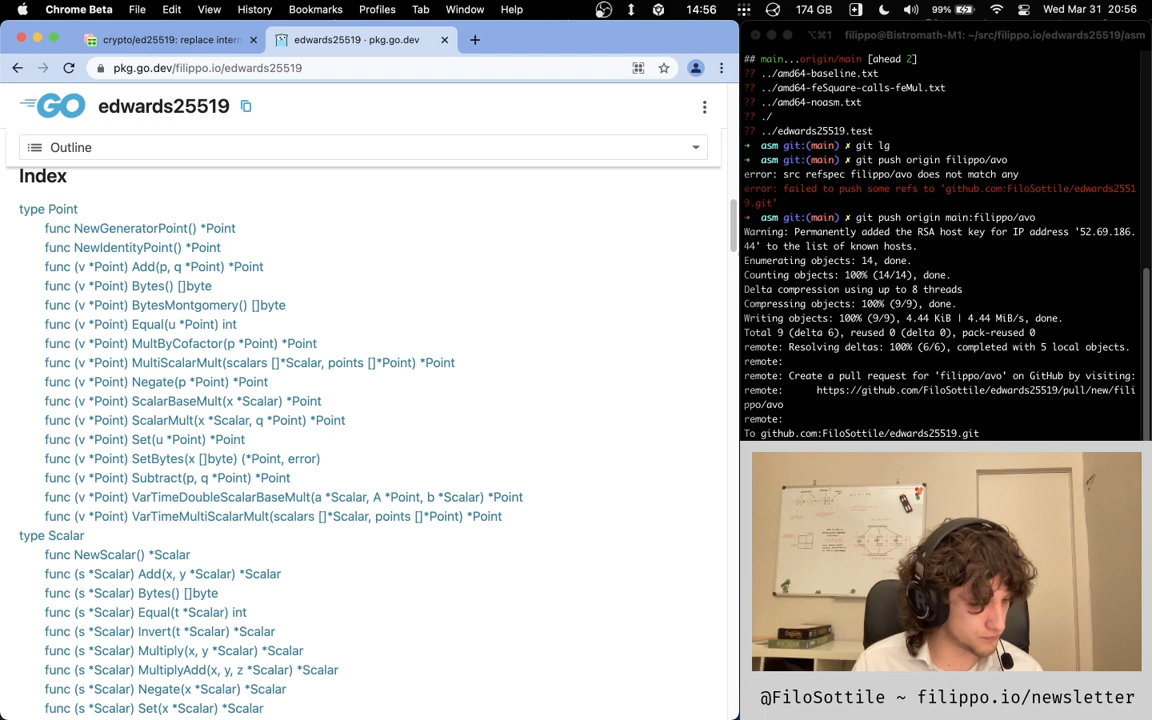 Chrome Beta File Edit View History Bookmarks Profiles Tab Window Help 14:56 174 GB 99% Wed Mar 31 20:56
crypto/ed25519: replace intern
edwards25519 · pkg.go.dev
pkg.go.dev/filippo.io/edwards25519
GO edwards25519
Outline
Index
type Point
func NewGeneratorPoint() *Point
func NewIdentityPoint() *Point
func (v *Point) Add(p, q *Point) *Point
func (v *Point) Bytes() []byte
func (v *Point) BytesMontgomery() []byte
func (v *Point) Equal(u *Point) int
func (v *Point) MultByCofactor(p *Point) *Point
func (v *Point) MultiScalarMult(scalars []*Scalar, points []*Point) *Point
func (v *Point) Negate(p *Point) *Point
func (v *Point) ScalarBaseMult(x *Scalar) *Point
func (v *Point) ScalarMult(x *Scalar, q *Point) *Point
func (v *Point) Set(u *Point) *Point
func (v *Point) SetBytes(x []byte) (*Point, error)
func (v *Point) Subtract(p, q *Point) *Point
func (v *Point) VarTimeDoubleScalarBaseMult(a *Scalar, A *Point, b *Scalar) *Point
func (v *Point) VarTimeMultiScalarMult(scalars []*Scalar, points []*Point) *Point
type Scalar
func NewScalar() *Scalar
func (s *Scalar) Add(x, y *Scalar) *Scalar
func (s *Scalar) Bytes() []byte
func (s *Scalar) Equal(t *Scalar) int
func (s *Scalar) Invert(t *Scalar) *Scalar
func (s *Scalar) Multiply(x, y *Scalar) *Scalar
func (s *Scalar) MultiplyAdd(x, y, z *Scalar) *Scalar
func (s *Scalar) Negate(x *Scalar) *Scalar
func (s *Scalar) Set(x *Scalar) *Scalar
⌥⌘1 filippo@Bistromath-M1: ~/src/filippo.io/edwards25519/asm
## main...origin/main [ahead 2]
?? ../amd64-baseline.txt
?? ../amd64-feSquare-calls-feMul.txt
?? ../amd64-noasm.txt
?? ./
?? ../edwards25519.test
➜ asm git:(main) ✗ git lg
➜ asm git:(main) ✗ git push origin filippo/avo
error: src refspec filippo/avo does not match any
error: failed to push some refs to 'github.com:FiloSottile/edwards2551
9.git'
➜ asm git:(main) ✗ git push origin main:filippo/avo
Warning: Permanently added the RSA host key for IP address '52.69.186.
44' to the list of known hosts.
Enumerating objects: 14, done.
Counting objects: 100% (14/14), done.
Delta compression using up to 8 threads
Compressing objects: 100% (9/9), done.
Writing objects: 100% (9/9), 4.44 KiB | 4.44 MiB/s, done.
Total 9 (delta 6), reused 0 (delta 0), pack-reused 0
remote: Resolving deltas: 100% (6/6), completed with 5 local objects.
remote:
remote: Create a pull request for 'filippo/avo' on GitHub by visiting:
remote: https://github.com/FiloSottile/edwards25519/pull/new/fili
ppo/avo
remote:
To github.com:FiloSottile/edwards25519.git
@FiloSottile ~ filippo.io/newsletter